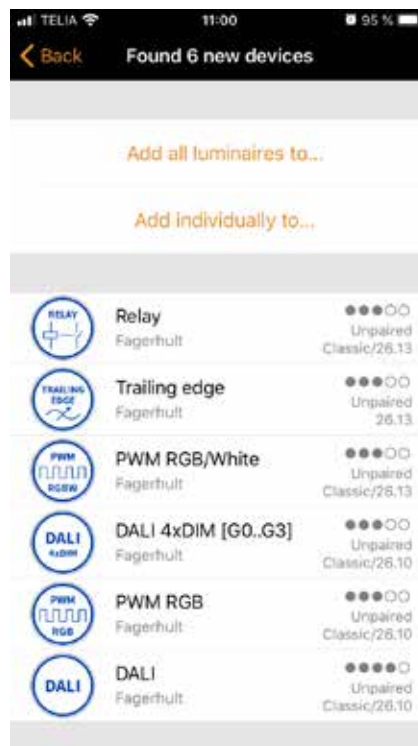 TELIA 11:00 95 %
Back Found 6 new devices
Add all luminaires to...
Add individually to...
RELAY
Relay
Fagerhult
Unpaired
Classic/26.13
TRAILING
EDGE
Trailing edge
Fagerhult
Unpaired
26.13
PWM
RGBW
PWM RGB/White
Fagerhult
Unpaired
Classic/26.13
DALI
4xDIM
DALI 4xDIM [G0..G3]
Fagerhult
Unpaired
Classic/26.10
PWM
RGB
PWM RGB
Fagerhult
Unpaired
Classic/26.10
DALI
DALI
Fagerhult
Unpaired
Classic/26.10